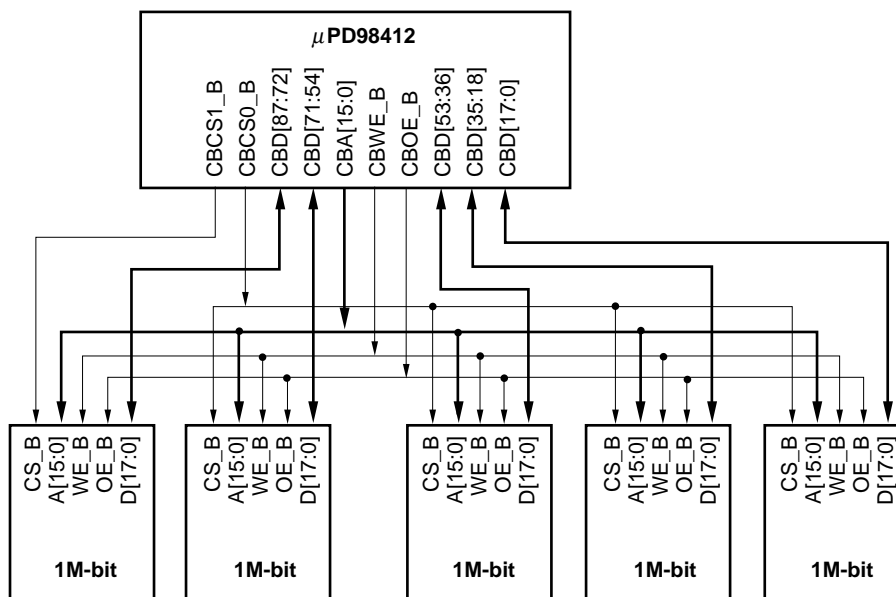 μPD98412
CBCS1_B
CBCS0_B
CBD[87:72]
CBD[71:54]
CBA[15:0]
CBWE_B
CBOE_B
CBD[53:36]
CBD[35:18]
CBD[17:0]
CS_B
A[15:0]
WE_B
OE_B
D[17:0]
1M-bit
CS_B
A[15:0]
WE_B
OE_B
D[17:0]
1M-bit
CS_B
A[15:0]
WE_B
OE_B
D[17:0]
1M-bit
CS_B
A[15:0]
WE_B
OE_B
D[17:0]
1M-bit
CS_B
A[15:0]
WE_B
OE_B
D[17:0]
1M-bit